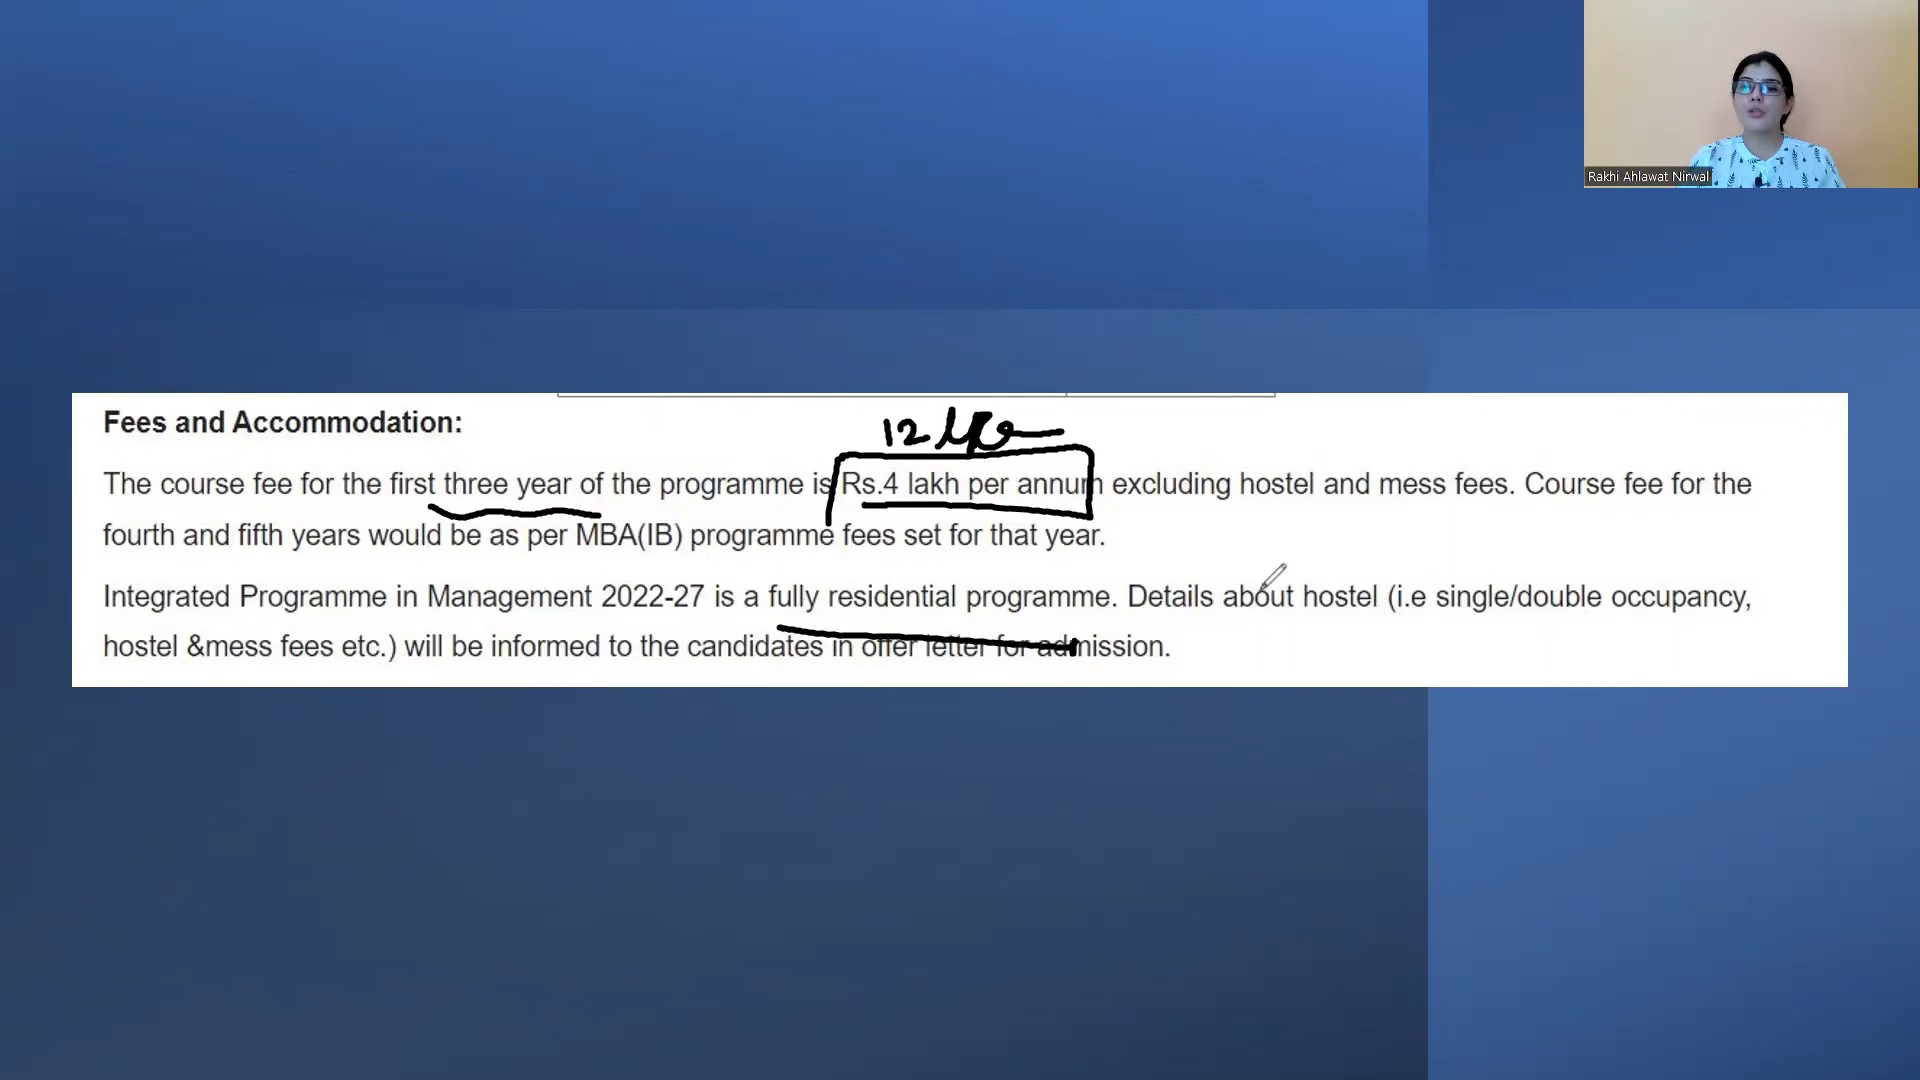 Rakhi Ahlawat Nirwal
Fees and Accommodation:
12
The course fee for the first three year of the programme is Rs.4 lakh per annum excluding hostel and mess fees. Course fee for the
fourth and fifth years would be as per MBA(IB) programme fees set for that year.
Integrated Programme in Management 2022-27 is a fully residential programme. Details about hostel (i.e single/double occupancy,
hostel &mess fees etc.) will be informed to the candidates in offer letter for admission.